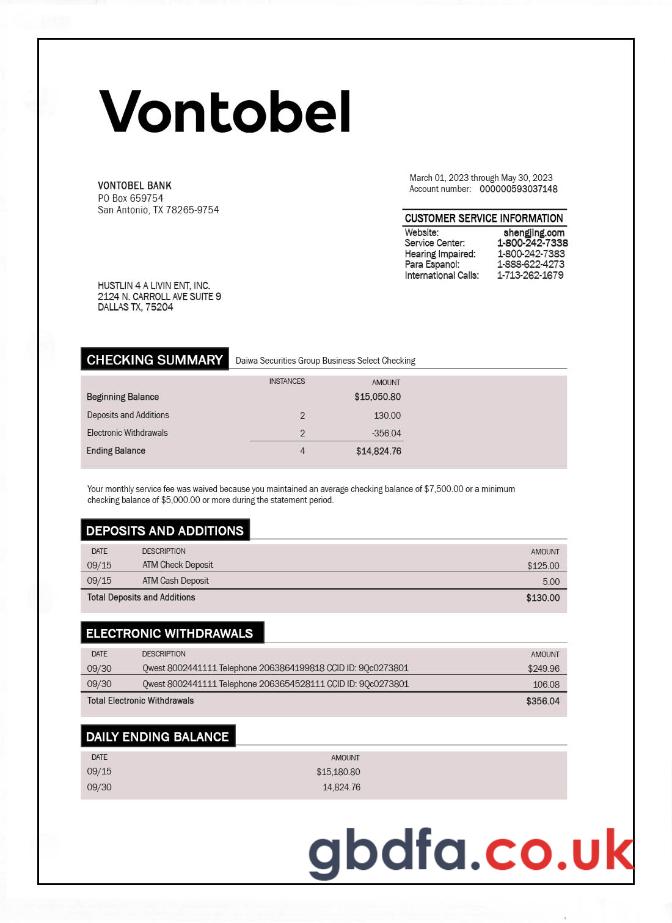 Vontobel
VONTOBEL BANK
PO Box 659754
San Antonio, TX 78265-9754
March 01, 2023 through May 30, 2023
Account number: 000000593037148
CUSTOMER SERVICE INFORMATION
Website: shengjing.com
Service Center: 1-800-242-7338
Hearing Impaired: 1-800-242-7383
Para Espanol: 1-888-622-4273
International Calls: 1-713-262-1679
HUSTLIN 4 A LIVIN ENT, INC.
2124 N. CARROLL AVE SUITE 9
DALLAS TX, 75204
CHECKING SUMMARY Daiwa Securities Group Business Select Checking
INSTANCES AMOUNT
Beginning Balance $15,050.80
Deposits and Additions 2 130.00
Electronic Withdrawals 2 -356.04
Ending Balance 4 $14,824.76
Your monthly service fee was waived because you maintained an average checking balance of $7,500.00 or a minimum
checking balance of $5,000.00 or more during the statement period.
DEPOSITS AND ADDITIONS
DATE DESCRIPTION AMOUNT
09/15 ATM Check Deposit $125.00
09/15 ATM Cash Deposit 5.00
Total Deposits and Additions $130.00
ELECTRONIC WITHDRAWALS
DATE DESCRIPTION AMOUNT
09/30 Qwest 8002441111 Telephone 2063864199818 CCID ID: 9Qc0273801 $249.96
09/30 Qwest 8002441111 Telephone 2063654528111 CCID ID: 9Qc0273801 106.08
Total Electronic Withdrawals $356.04
DAILY ENDING BALANCE
DATE AMOUNT
09/15 $15,180.80
09/30 14,824.76
gbdfa.co.uk